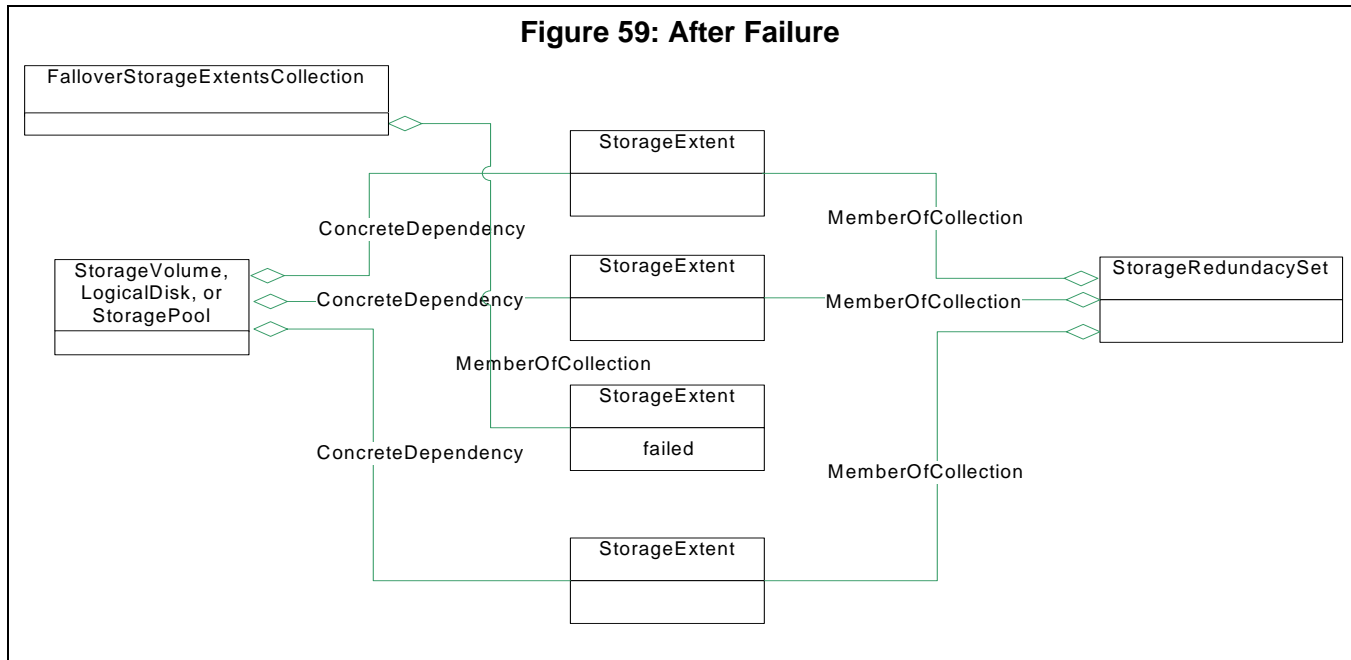 Figure 59: After Failure
FalloverStorageExtentsCollection
StorageExtent
MemberOfCollection
ConcreteDependency
StorageVolume,
LogicalDisk, or
StoragePool
StorageExtent
StorageRedundacySet
ConcreteDependency
MemberOfCollection
MemberOfCollection
StorageExtent
failed
ConcreteDependency
MemberOfCollection
StorageExtent